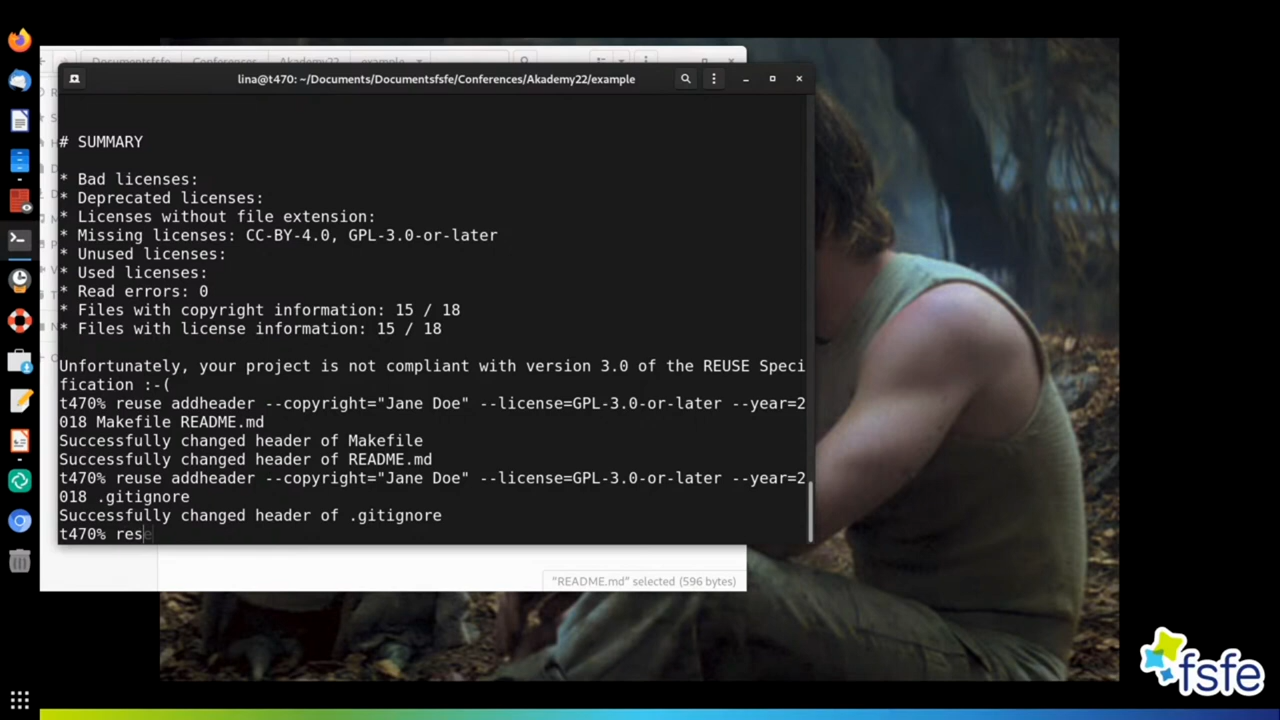 lina@t470: ~/Documents/Documentsfsfe/Conferences/Akademy22/example
# SUMMARY
* Bad licenses:
* Deprecated licenses:
* Licenses without file extension:
* Missing licenses: CC-BY-4.0, GPL-3.0-or-later
* Unused licenses:
* Used licenses:
* Read errors: 0
* Files with copyright information: 15 / 18
* Files with license information: 15 / 18
Unfortunately, your project is not compliant with version 3.0 of the REUSE Speci
fication :-(
t470% reuse addheader --copyright="Jane Doe" --license=GPL-3.0-or-later --year=2
018 Makefile README.md
Successfully changed header of Makefile
Successfully changed header of README.md
t470% reuse addheader --copyright="Jane Doe" --license=GPL-3.0-or-later --year=2
018 .gitignore
Successfully changed header of .gitignore
t470% rese
"README.md" selected (596 bytes)
fsfe